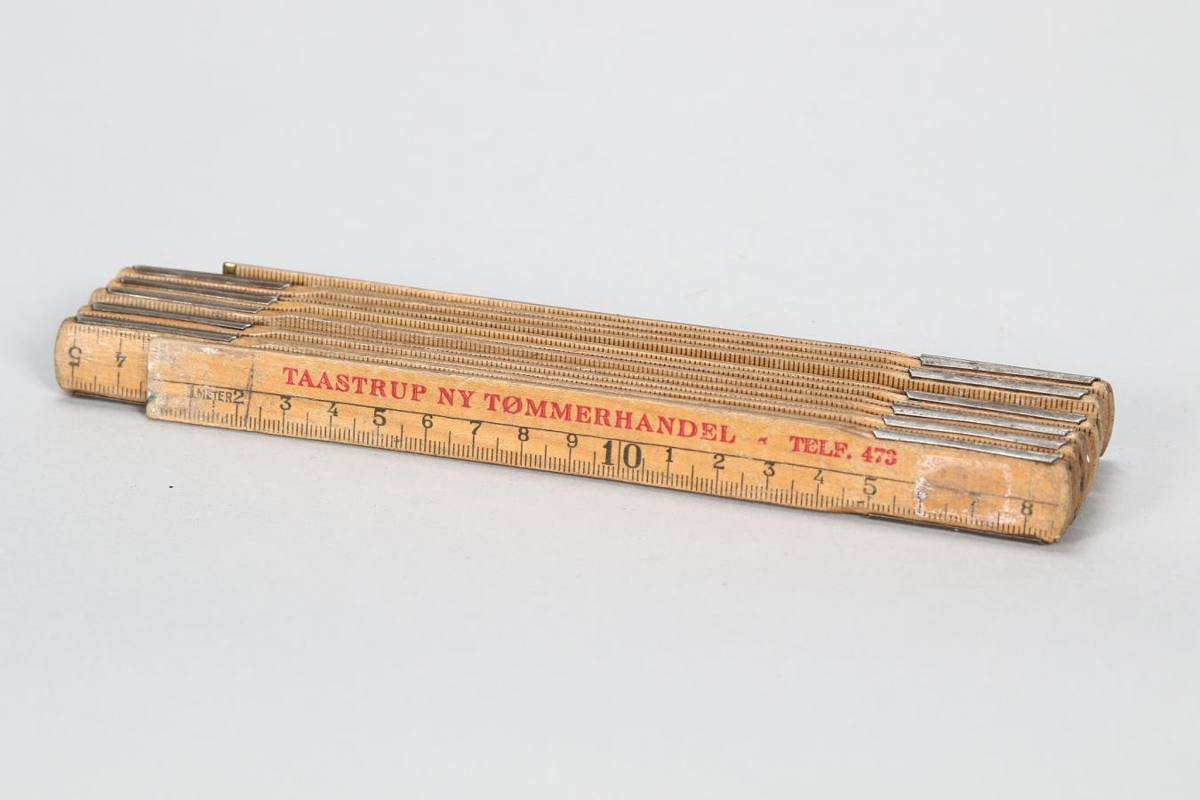 TAASTRUP NY TØMMERHANDEL - TELF. 473
1 METER 2 3 4 5 6 7 8 9 10 1 2 3 4 5 6 7 8
5 4